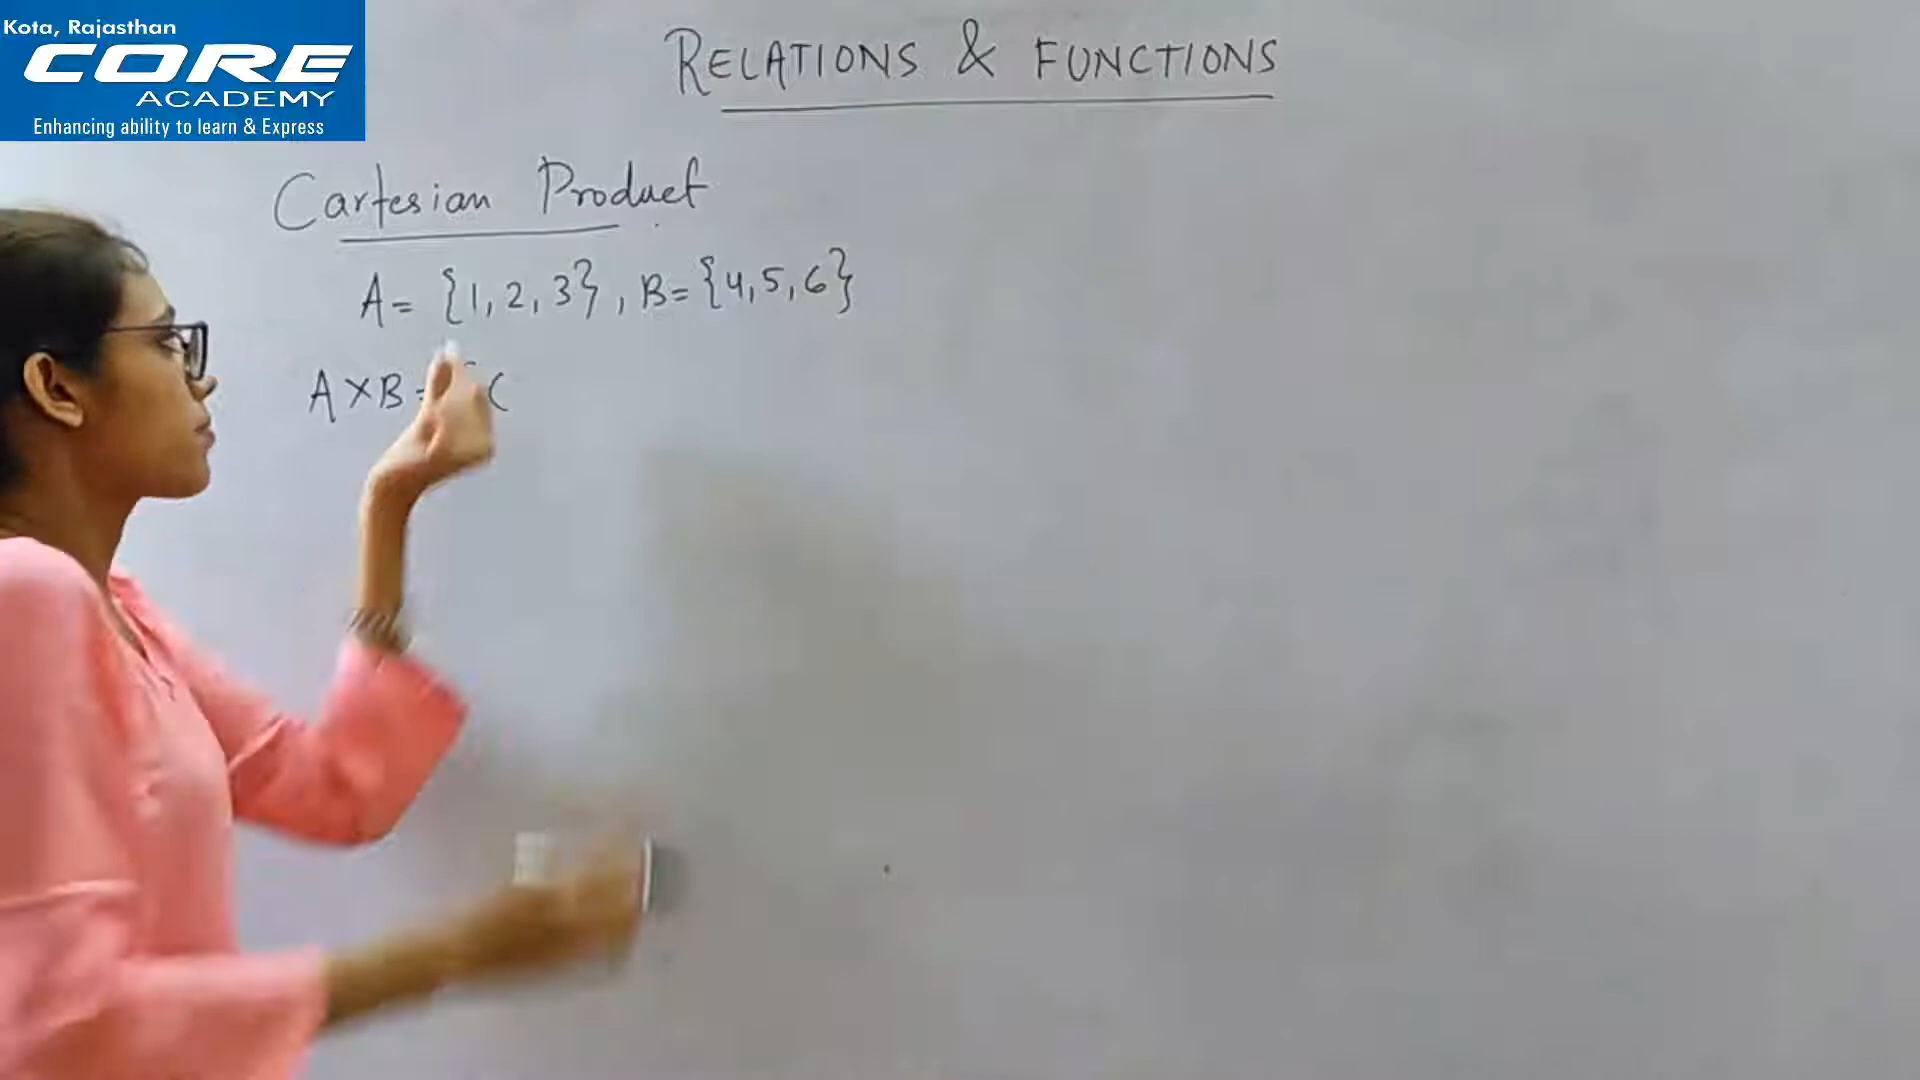 Kota, Rajasthan
CORE
ACADEMY
Enhancing ability to learn & Express
RELATIONS & FUNCTIONS
Cartesian Product
A = {1, 2, 3}, B = {4, 5, 6}
A × B = {(